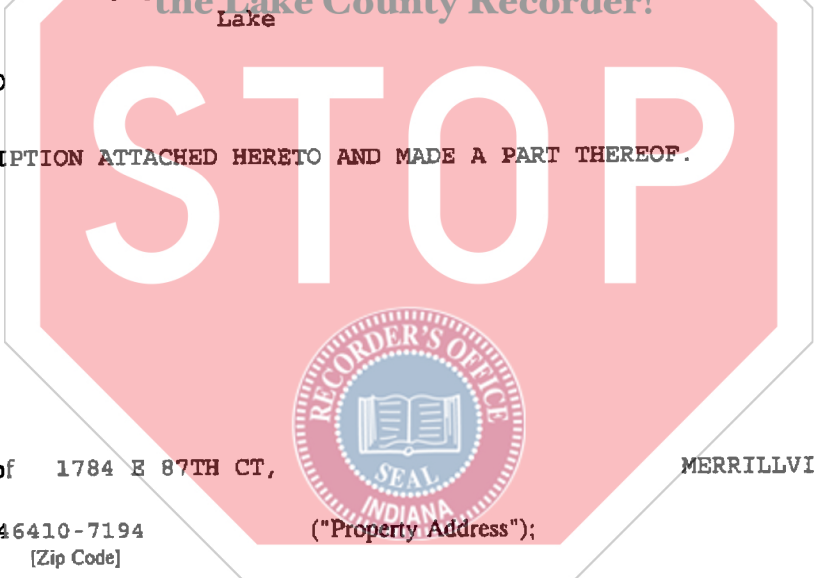 the Lake County Recorder!
Lake
STOP
IPTION ATTACHED HERETO AND MADE A PART THEREOF.
RECORDER'S OFFICE
SEAL
INDIANA
of 1784 E 87TH CT, MERRILLVI
46410-7194 ("Property Address");
[Zip Code]